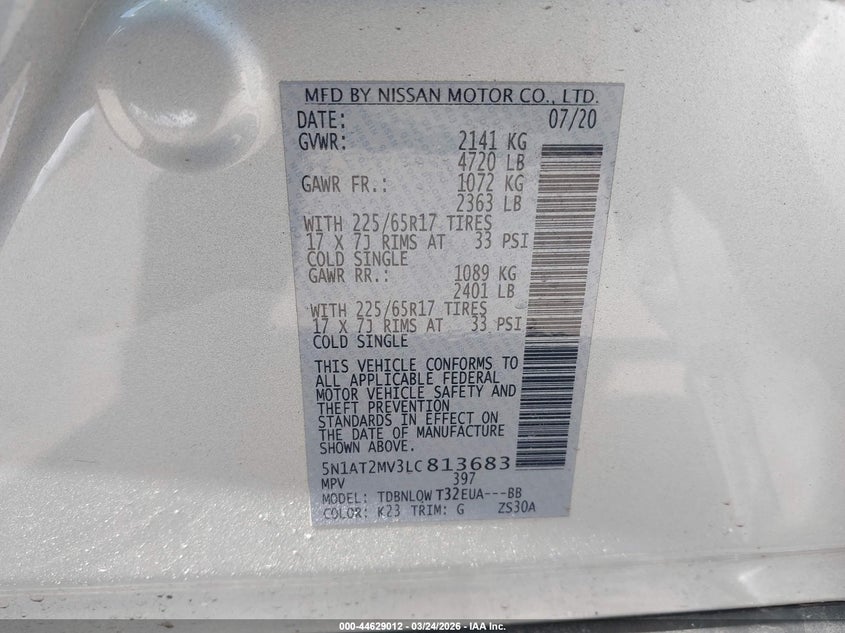 MFD BY NISSAN MOTOR CO., LTD.
DATE: 07/20
GVWR: 2141 KG
4720 LB
GAWR FR.: 1072 KG
2363 LB
WITH 225/65R17 TIRES
17 X 7J RIMS AT 33 PSI
COLD SINGLE
GAWR RR.: 1089 KG
2401 LB
WITH 225/65R17 TIRES
17 X 7J RIMS AT 33 PSI
COLD SINGLE
THIS VEHICLE CONFORMS TO
ALL APPLICABLE FEDERAL
MOTOR VEHICLE SAFETY AND
THEFT PREVENTION
STANDARDS IN EFFECT ON
THE DATE OF MANUFACTURE
SHOWN ABOVE.
5N1AT2MV3LC813683
MPV 397
MODEL: TDBNLOW T32EUA---BB
COLOR: K23 TRIM: G ZS30A
000-44629012 - 03/24/2026 - IAA Inc.